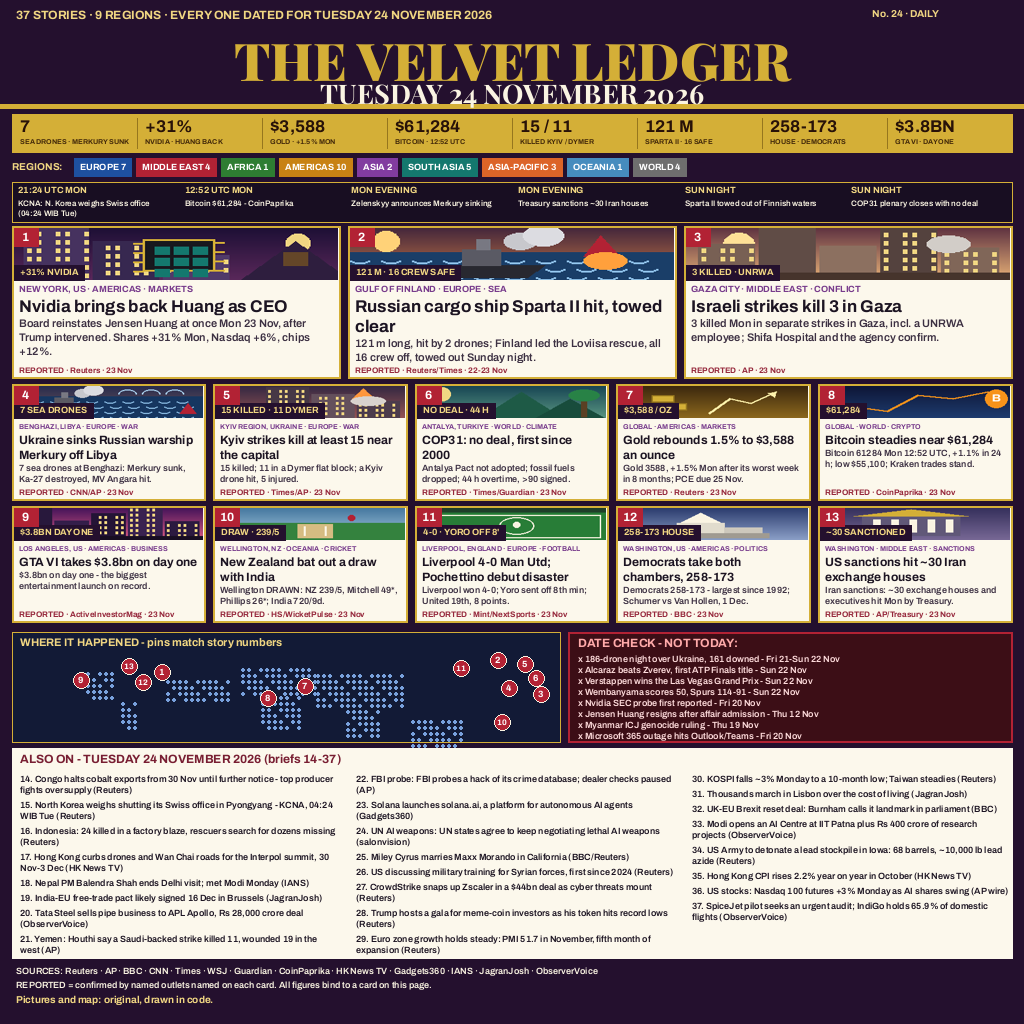 37 STORIES · 9 REGIONS · EVERY ONE DATED FOR TUESDAY 24 NOVEMBER 2026
No. 24 · DAILY
THE VELVET LEDGER
TUESDAY 24 NOVEMBER 2026
7
SEA DRONES · MERKURY SUNK
+31%
NVIDIA · HUANG BACK
$3,588
GOLD · +1.5% MON
$61,284
BITCOIN · 12:52 UTC
15 / 11
KILLED KYIV / DYMER
121 M
SPARTA II · 16 SAFE
258-173
HOUSE · DEMOCRATS
$3.8BN
GTA VI · DAY ONE
REGIONS:
EUROPE 7
MIDDLE EAST 4
AFRICA 1
AMERICAS 10
ASIA 2
SOUTH ASIA 5
ASIA-PACIFIC 3
OCEANIA 1
WORLD 4
21:24 UTC MON
KCNA: N. Korea weighs Swiss office
(04:24 WIB Tue)
12:52 UTC MON
Bitcoin $61,284 - CoinPaprika
MON EVENING
Zelenskyy announces Merkury sinking
MON EVENING
Treasury sanctions ~30 Iran houses
SUN NIGHT
Sparta II towed out of Finnish waters
SUN NIGHT
COP31 plenary closes with no deal
1
+31% NVIDIA
NEW YORK, US · AMERICAS · MARKETS
Nvidia brings back Huang as CEO
Board reinstates Jensen Huang at once Mon 23 Nov, after
Trump intervened. Shares +31% Mon, Nasdaq +6%, chips
+12%.
REPORTED · Reuters · 23 Nov
2
121 M · 16 CREW SAFE
GULF OF FINLAND · EUROPE · SEA
Russian cargo ship Sparta II hit, towed
clear
121 m long, hit by 2 drones; Finland led the Loviisa rescue, all
16 crew off, towed out Sunday night.
REPORTED · Reuters/Times · 22-23 Nov
3
3 KILLED · UNRWA
GAZA CITY · MIDDLE EAST · CONFLICT
Israeli strikes kill 3 in Gaza
3 killed Mon in separate strikes in Gaza, incl. a UNRWA
employee; Shifa Hospital and the agency confirm.
REPORTED · AP · 23 Nov
4
7 SEA DRONES
BENGHAZI, LIBYA · EUROPE · WAR
Ukraine sinks Russian warship
Merkury off Libya
7 sea drones at Benghazi: Merkury sunk,
Ka-27 destroyed, MV Angara hit.
REPORTED · CNN/AP · 23 Nov
5
15 KILLED · 11 DYMER
KYIV REGION, UKRAINE · EUROPE · WAR
Kyiv strikes kill at least 15 near
the capital
15 killed; 11 in a Dymer flat block; a Kyiv
drone hit, 5 injured.
REPORTED · Times/AP · 23 Nov
6
NO DEAL · 44 H
ANTALYA, TURKIYE · WORLD · CLIMATE
COP31: no deal, first since
2000
Antalya Pact not adopted; fossil fuels
dropped; 44 h overtime, >90 signed.
REPORTED · Times/Guardian · 23 Nov
7
$3,588 / OZ
GLOBAL · AMERICAS · MARKETS
Gold rebounds 1.5% to $3,588
an ounce
Gold 3588, +1.5% Mon after its worst week
in 8 months; PCE due 25 Nov.
REPORTED · Reuters · 23 Nov
8
$61,284
B
GLOBAL · WORLD · CRYPTO
Bitcoin steadies near $61,284
Bitcoin 61284 Mon 12:52 UTC, +1.1% in 24
h; low $55,100; Kraken trades stand.
REPORTED · CoinPaprika · 23 Nov
9
$3.8BN DAY ONE
LOS ANGELES, US · AMERICAS · BUSINESS
GTA VI takes $3.8bn on day one
$3.8bn on day one - the biggest
entertainment launch on record.
REPORTED · ActiveInvestorMag · 23 Nov
10
DRAW · 239/5
WELLINGTON, NZ · OCEANIA · CRICKET
New Zealand bat out a draw
with India
Wellington DRAWN: NZ 239/5, Mitchell 49*,
Phillips 26*; India 720/9d.
REPORTED · HS/WicketPulse · 23 Nov
11
4-0 · YORO OFF 8'
LIVERPOOL, ENGLAND · EUROPE · FOOTBALL
Liverpool 4-0 Man Utd;
Pochettino debut disaster
Liverpool won 4-0; Yoro sent off 8th min;
United 19th, 8 points.
REPORTED · Mint/NextSports · 23 Nov
12
258-173 HOUSE
WASHINGTON, US · AMERICAS · POLITICS
Democrats take both
chambers, 258-173
Democrats 258-173 - largest since 1992;
Schumer vs Van Hollen, 1 Dec.
REPORTED · BBC · 23 Nov
13
~30 SANCTIONED
WASHINGTON · MIDDLE EAST · SANCTIONS
US sanctions hit ~30 Iran
exchange houses
Iran sanctions: ~30 exchange houses and
executives hit Mon by Treasury.
REPORTED · AP/Treasury · 23 Nov
WHERE IT HAPPENED - pins match story numbers
9
13
12
1
8
7
11
2
5
6
4
3
10
DATE CHECK - NOT TODAY:
x 186-drone night over Ukraine, 161 downed - Fri 21-Sun 22 Nov
x Alcaraz beats Zverev, first ATP Finals title - Sun 22 Nov
x Verstappen wins the Las Vegas Grand Prix - Sun 22 Nov
x Wembanyama scores 50, Spurs 114-91 - Sun 22 Nov
x Nvidia SEC probe first reported - Fri 20 Nov
x Jensen Huang resigns after affair admission - Thu 12 Nov
x Myanmar ICJ genocide ruling - Thu 19 Nov
x Microsoft 365 outage hits Outlook/Teams - Fri 20 Nov
ALSO ON - TUESDAY 24 NOVEMBER 2026 (briefs 14-37)
14. Congo halts cobalt exports from 30 Nov until further notice - top producer
fights oversupply (Reuters)
15. North Korea weighs shutting its Swiss office in Pyongyang - KCNA, 04:24
WIB Tue (Reuters)
16. Indonesia: 24 killed in a factory blaze, rescuers search for dozens missing
(Reuters)
17. Hong Kong curbs drones and Wan Chai roads for the Interpol summit, 30
Nov-3 Dec (HK News TV)
18. Nepal PM Balendra Shah ends Delhi visit; met Modi Monday (IANS)
19. India-EU free-trade pact likely signed 16 Dec in Brussels (JagranJosh)
20. Tata Steel sells pipe business to APL Apollo, Rs 28,000 crore deal
(ObserverVoice)
21. Yemen: Houthi say a Saudi-backed strike killed 11, wounded 19 in the
west (AP)
22. FBI probe: FBI probes a hack of its crime database; dealer checks paused
(AP)
23. Solana launches solana.ai, a platform for autonomous AI agents
(Gadgets360)
24. UN AI weapons: UN states agree to keep negotiating lethal AI weapons
(salonvision)
25. Miley Cyrus marries Maxx Morando in California (BBC/Reuters)
26. US discussing military training for Syrian forces, first since 2024 (Reuters)
27. CrowdStrike snaps up Zscaler in a $44bn deal as cyber threats mount
(Reuters)
28. Trump hosts a gala for meme-coin investors as his token hits record lows
(Reuters)
29. Euro zone growth holds steady: PMI 51.7 in November, fifth month of
expansion (Reuters)
30. KOSPI falls ~3% Monday to a 10-month low; Taiwan steadies (Reuters)
31. Thousands march in Lisbon over the cost of living (JagranJosh)
32. UK-EU Brexit reset deal: Burnham calls it landmark in parliament (BBC)
33. Modi opens an AI Centre at IIT Patna plus Rs 400 crore of research
projects (ObserverVoice)
34. US Army to detonate a lead stockpile in Iowa: 68 barrels, ~10,000 lb lead
azide (Reuters)
35. Hong Kong CPI rises 2.2% year on year in October (HK News TV)
36. US stocks: Nasdaq 100 futures +3% Monday as AI shares swing (AP wire)
37. SpiceJet pilot seeks an urgent audit; IndiGo holds 65.9% of domestic
flights (ObserverVoice)
SOURCES: Reuters · AP · BBC · CNN · Times · WSJ · Guardian · CoinPaprika · HK News TV · Gadgets360 · IANS · JagranJosh · ObserverVoice
REPORTED = confirmed by named outlets named on each card. All figures bind to a card on this page.
Pictures and map: original, drawn in code.